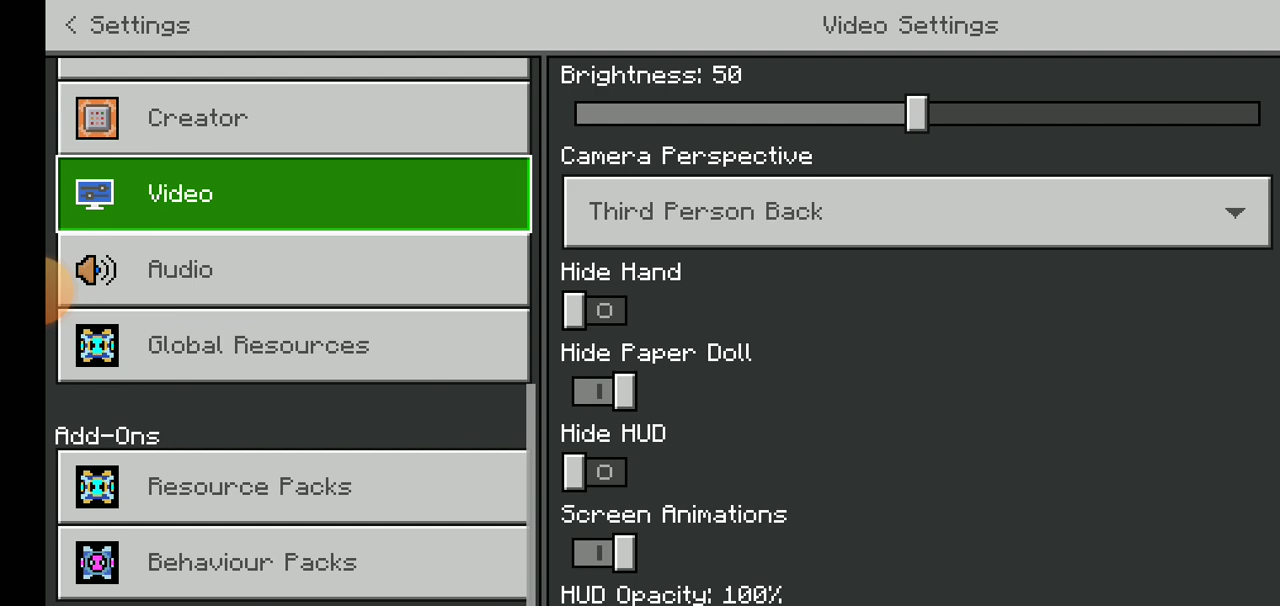 Settings
Video Settings
Creator
Video
Audio
Global Resources
Add-Ons
Resource Packs
Behaviour Packs
Brightness: 50
Camera Perspective
Third Person Back
Hide Hand
Hide Paper Doll
Hide HUD
Screen Animations
HUD Opacity: 100%